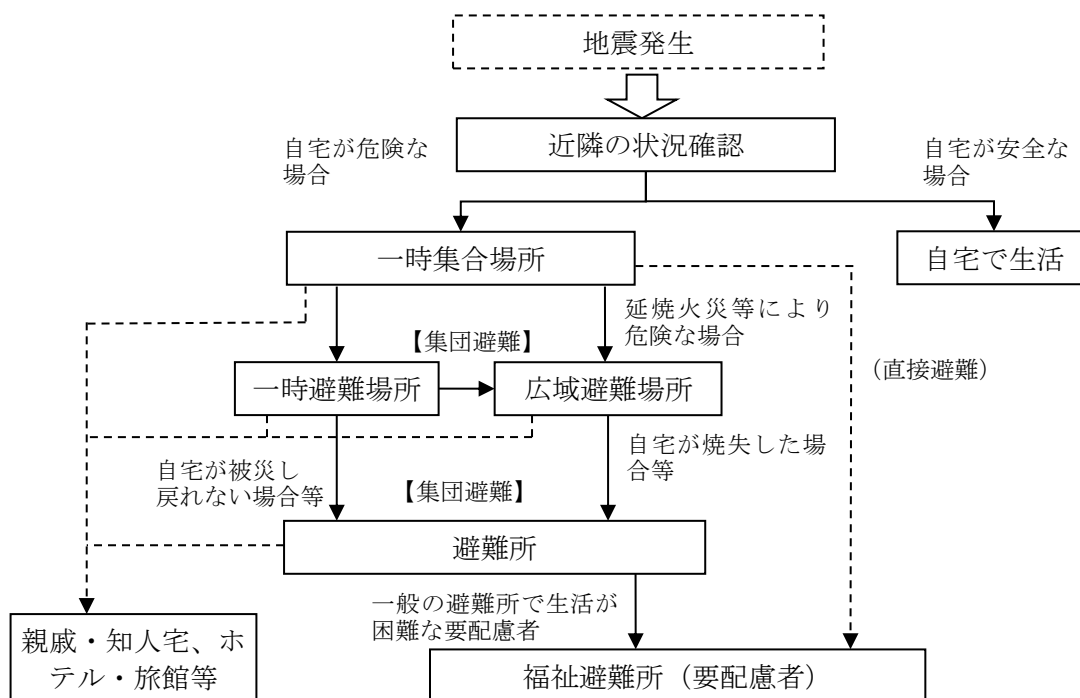 地震発生
近隣の状況確認
自宅が危険な
場合
自宅が安全な
場合
一時集合場所
自宅で生活
延焼火災等により
危険な場合
【集団避難】
一時避難場所
広域避難場所
（直接避難）
自宅が被災し
戻れない場合等
自宅が焼失した場
合等
【集団避難】
避難所
一般の避難所で生活が
困難な要配慮者
親戚・知人宅、ホ
テル・旅館等
福祉避難所（要配慮者）